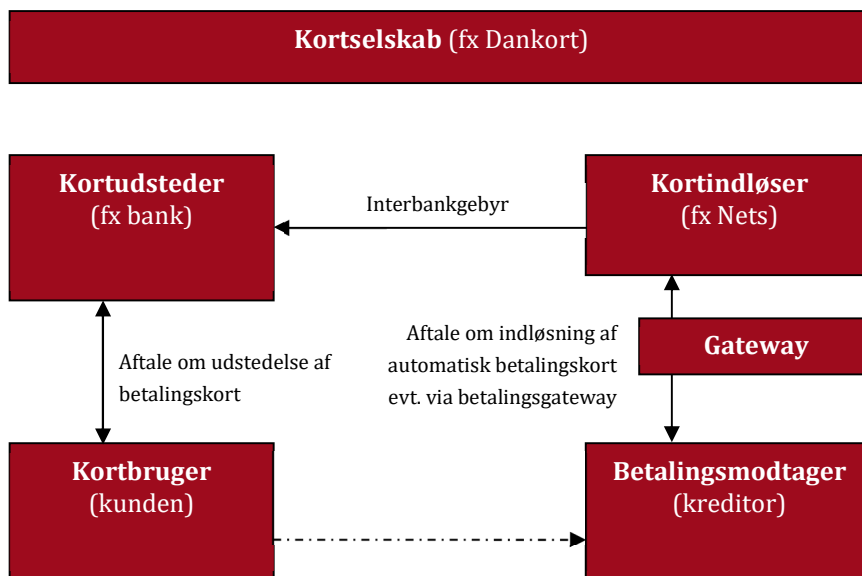 Kortselskab (fx Dankort)
Kortudsteder
(fx bank)
Interbankgebyr
Kortindløser
(fx Nets)
Aftale om udstedelse af
betalingskort
Aftale om indløsning af
automatisk betalingskort
evt. via betalingsgateway
Gateway
Kortbruger
(kunden)
Betalingsmodtager
(kreditor)